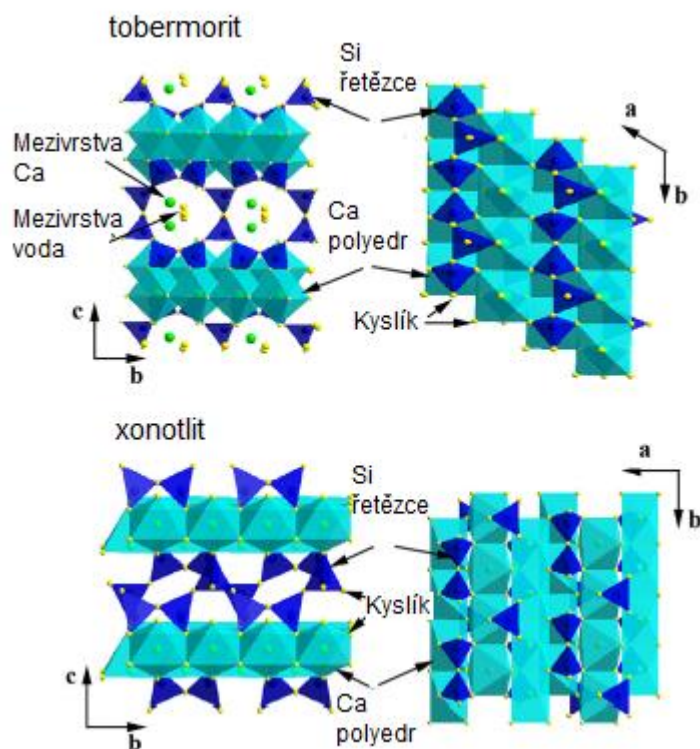 tobermorit
Si
řetězce
Mezivrstva
Ca
Mezivrstva
voda
Ca
polyedr
Kyslík
c
b
a
b
xonotlit
Si
řetězce
Kyslík
Ca
polyedr
c
b
a
b